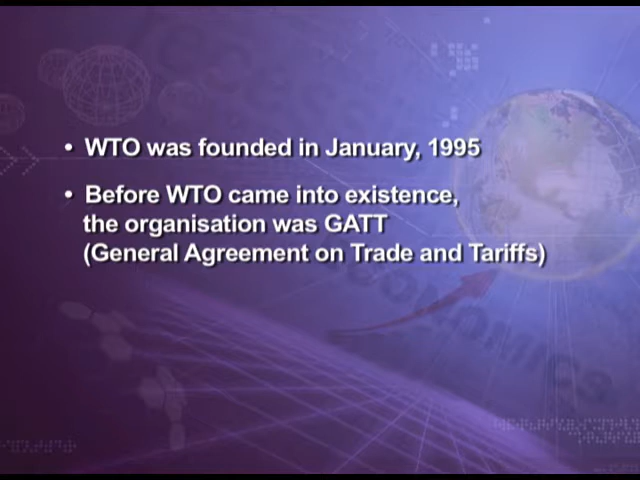 • WTO was founded in January, 1995
• Before WTO came into existence,
the organisation was GATT
(General Agreement on Trade and Tariffs)
ECONOMICS